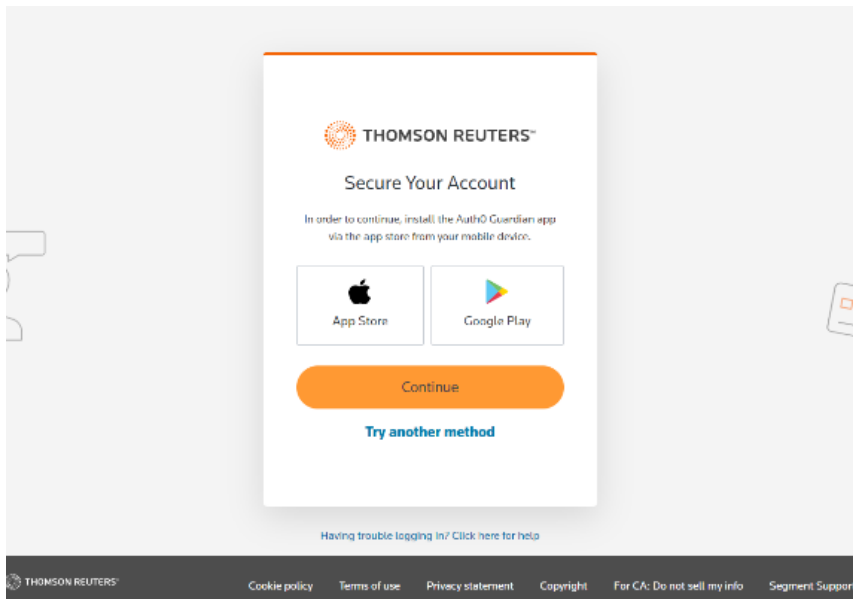 THOMSON REUTERS™
Secure Your Account
In order to continue, install the Auth0 Guardian app
via the app store from your mobile device.
App Store
Google Play
Continue
Try another method
Having trouble logging in? Click here for help
THOMSON REUTERS®
Cookie policy
Terms of use
Privacy statement
Copyright
For CA: Do not sell my info
Segment Support